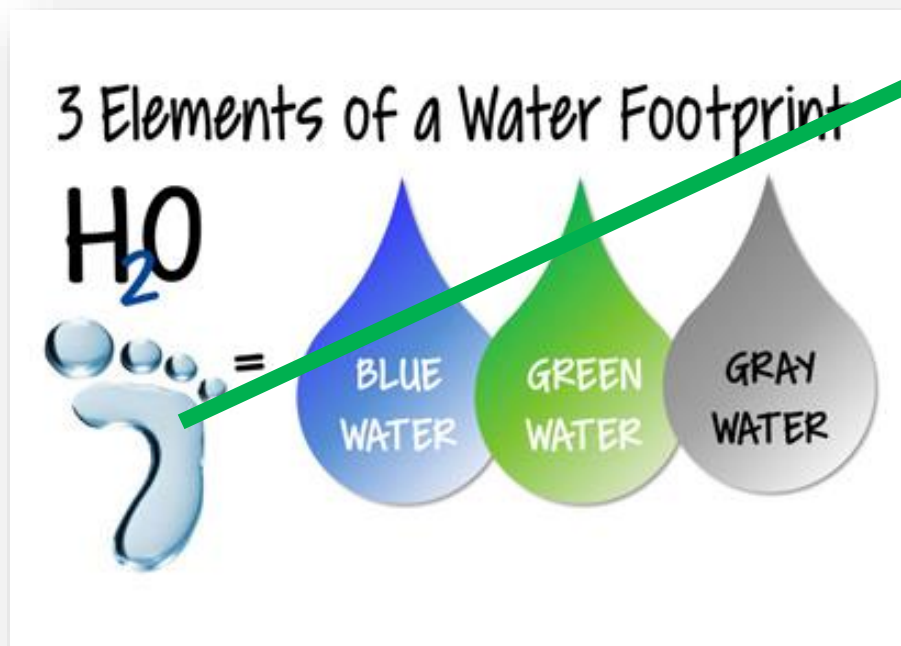 3 Elements of a Water Footprint
H2O
=
BLUE
WATER
GREEN
WATER
GRAY
WATER